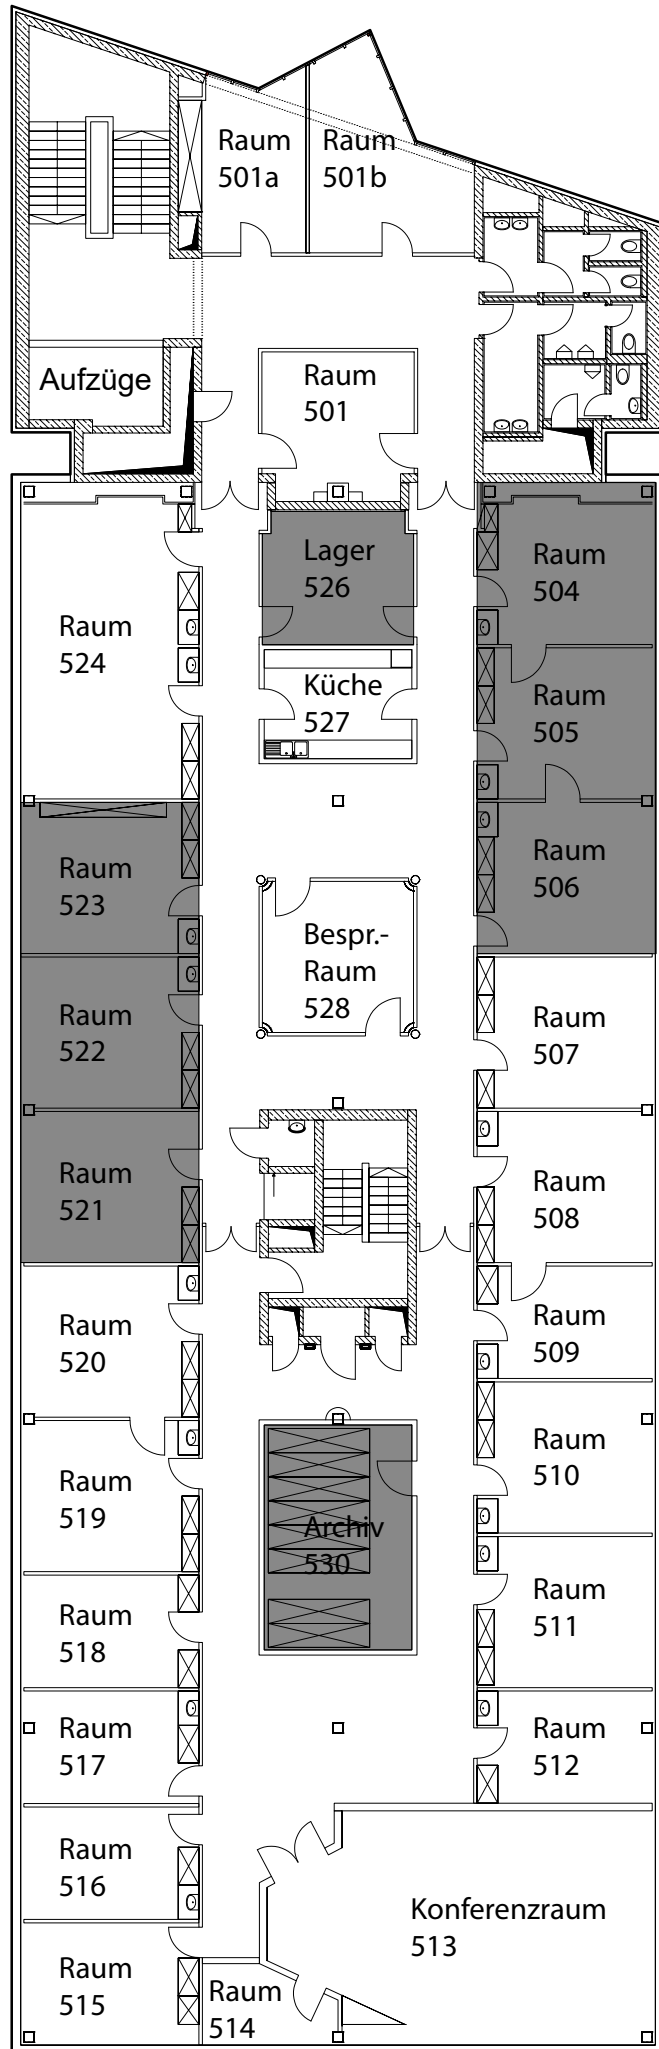 Raum
501a
Raum
501b
Aufzüge
Raum
501
Lager
526
Raum
504
Raum
524
Küche
527
Raum
505
Raum
523
Raum
506
Bespr.-
Raum
528
Raum
522
Raum
507
Raum
521
Raum
508
Raum
520
Raum
509
Raum
519
Raum
510
Archiv
530
Raum
518
Raum
511
Raum
517
Raum
512
Raum
516
Konferenzraum
513
Raum
515
Raum
514